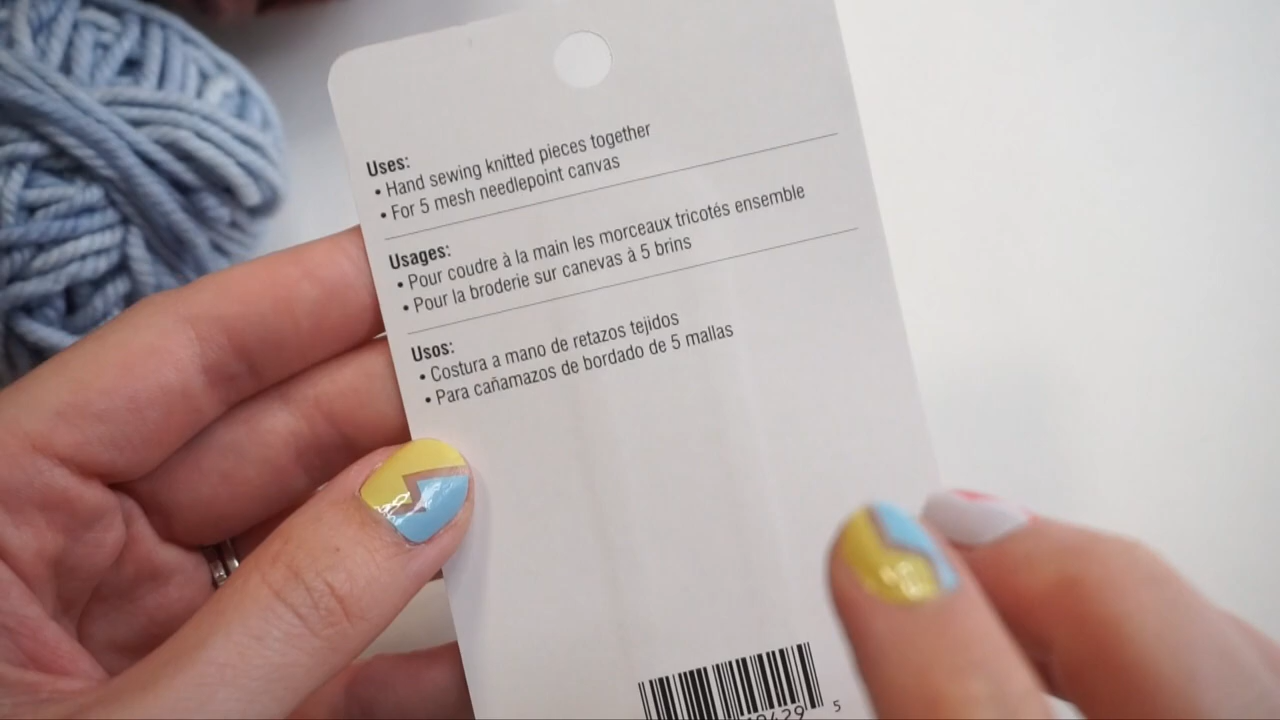 Uses:
• Hand sewing knitted pieces together
• For 5 mesh needlepoint canvas
Usages:
• Pour coudre à la main les morceaux tricotés ensemble
• Pour la broderie sur canevas à 5 brins
Usos:
• Costura a mano de retazos tejidos
• Para cañamazos de bordado de 5 mallas
5